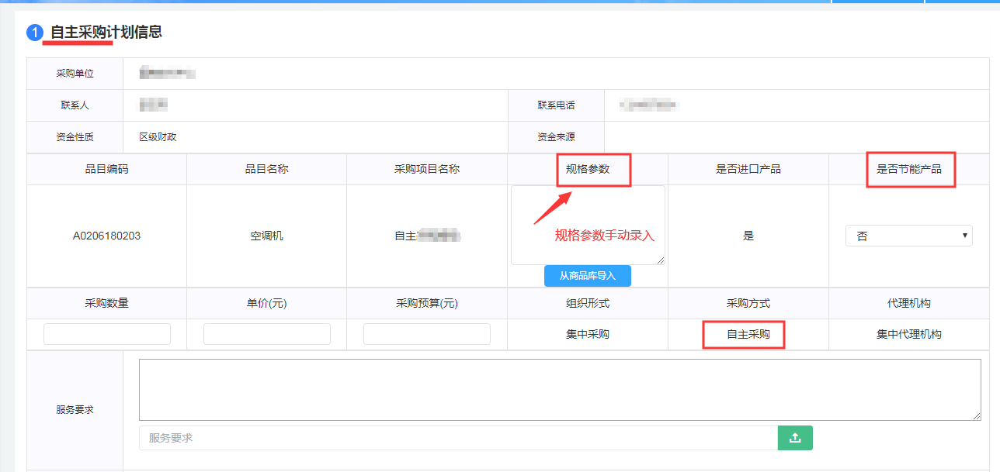 1 自主采购计划信息
采购单位
联系人 联系电话
资金性质 区级财政 资金来源
品目编码 品目名称 采购项目名称 规格参数 是否进口产品 是否节能产品
A0206180203 空调机 自主 规格参数手动录入 是 否
从商品库导入
采购数量 单价(元) 采购预算(元) 组织形式 采购方式 代理机构
集中采购 自主采购 集中代理机构
服务要求
服务要求